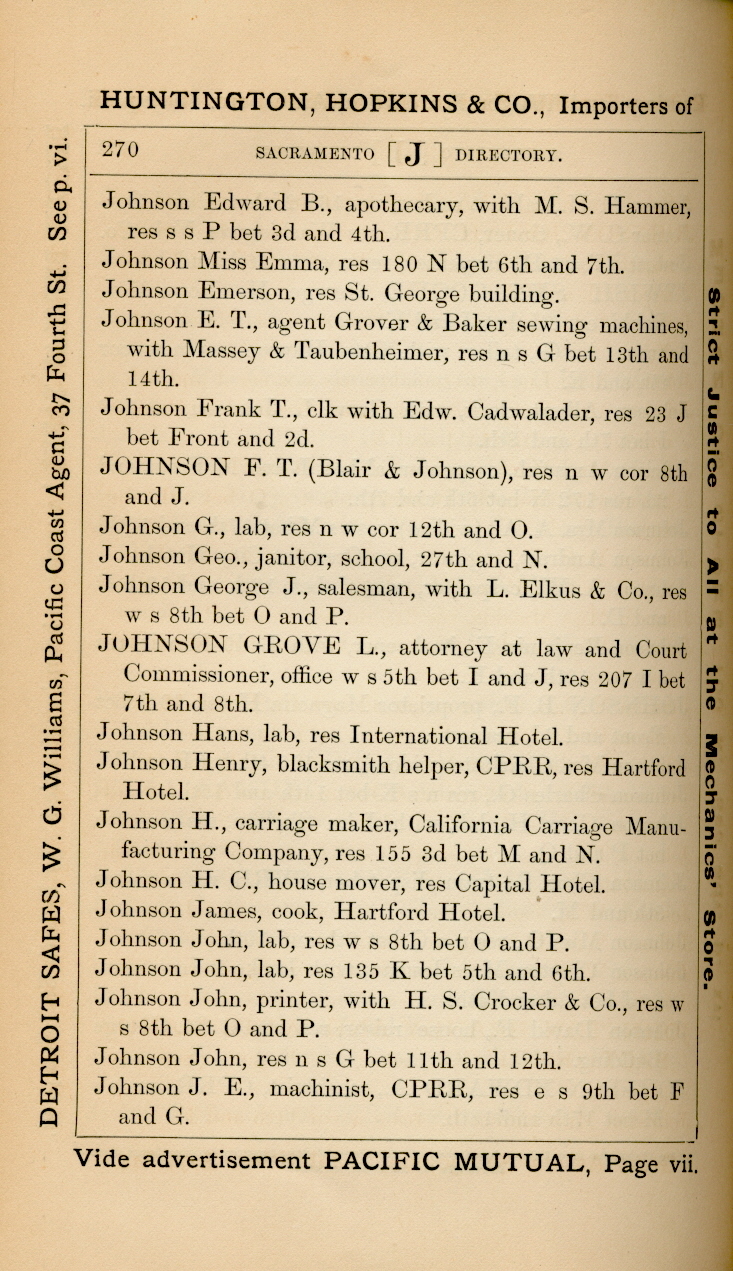 HUNTINGTON, HOPKINS & CO., Importers of
270 SACRAMENTO [ J ] DIRECTORY.
Johnson Edward B., apothecary, with M. S. Hammer,
res s s P bet 3d and 4th.
Johnson Miss Emma, res 180 N bet 6th and 7th.
Johnson Emerson, res St. George building.
Johnson E. T., agent Grover & Baker sewing machines,
with Massey & Taubenheimer, res n s G bet 13th and
14th.
Johnson Frank T., clk with Edw. Cadwalader, res 23 J
bet Front and 2d.
JOHNSON F. T. (Blair & Johnson), res n w cor 8th
and J.
Johnson G., lab, res n w cor 12th and O.
Johnson Geo., janitor, school, 27th and N.
Johnson George J., salesman, with L. Elkus & Co., res
w s 8th bet O and P.
JOHNSON GROVE L., attorney at law and Court
Commissioner, office w s 5th bet I and J, res 207 I bet
7th and 8th.
Johnson Hans, lab, res International Hotel.
Johnson Henry, blacksmith helper, CPRR, res Hartford
Hotel.
Johnson H., carriage maker, California Carriage Manu-
facturing Company, res 155 3d bet M and N.
Johnson H. C., house mover, res Capital Hotel.
Johnson James, cook, Hartford Hotel.
Johnson John, lab, res w s 8th bet O and P.
Johnson John, lab, res 135 K bet 5th and 6th.
Johnson John, printer, with H. S. Crocker & Co., res w
s 8th bet O and P.
Johnson John, res n s G bet 11th and 12th.
Johnson J. E., machinist, CPRR, res e s 9th bet F
and G.
Vide advertisement PACIFIC MUTUAL, Page vii.
DETROIT SAFES, W. G. Williams, Pacific Coast Agent, 37 Fourth St. See p. vi.
Strict Justice to All at the Mechanics' Store.